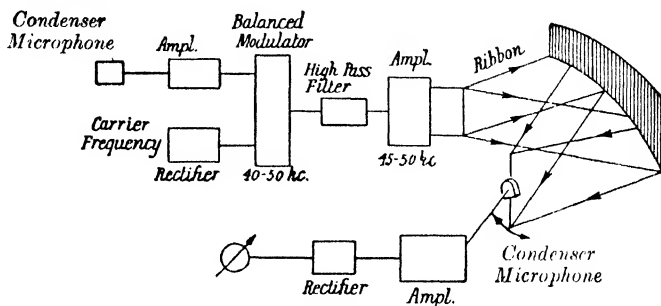 Condenser
Microphone
Ampl.
Balanced
Modulator
High Pass
Filter
Ampl.
Ribbon
Carrier
Frequency
Rectifier
40-50 kc.
45-50 kc
Condenser
Microphone
Rectifier
Ampl.